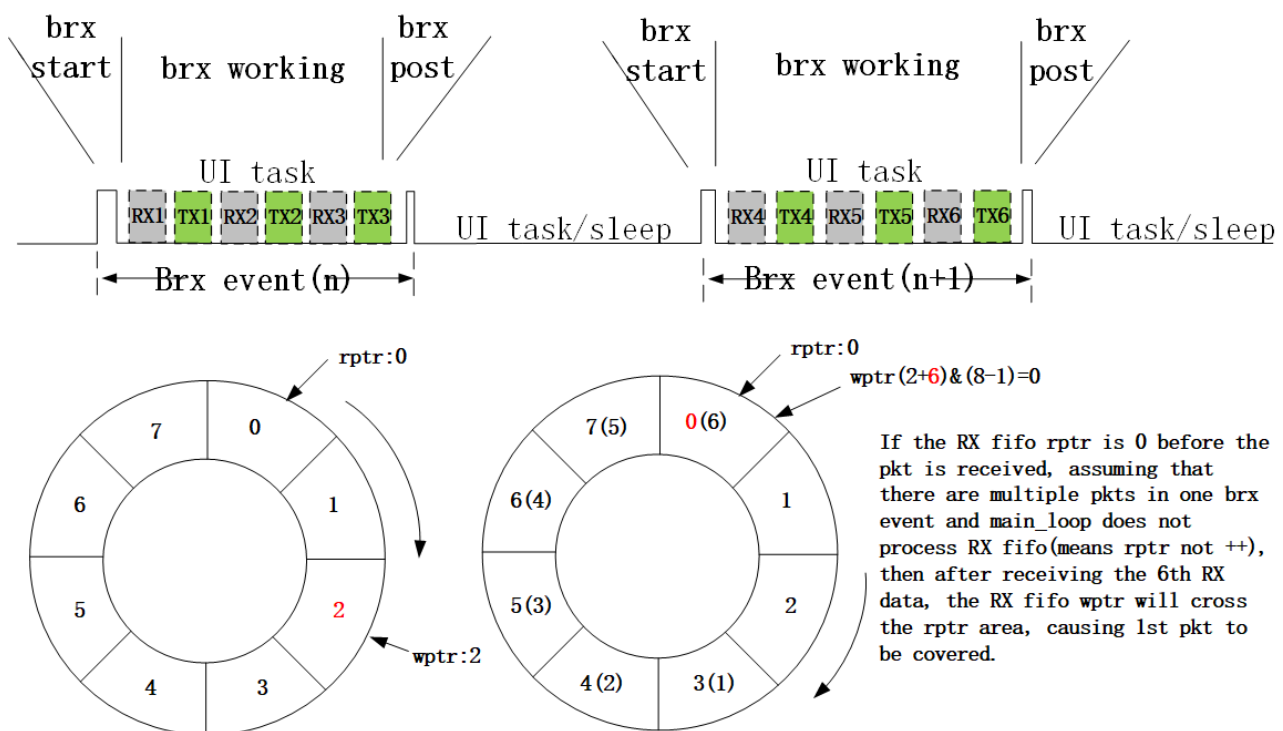 brx
start
brx working
brx
post
brx
start
brx working
brx
post
UI task
RX1 TX1 RX2 TX2 RX3 TX3
UI task/sleep
UI task
RX4 TX4 RX5 TX5 RX6 TX6
UI task/sleep
Brx event(n)
Brx event(n+1)
rptr:0
7
0
6
1
5
2
4
3
wptr:2
rptr:0
wptr(2+6)&(8-1)=0
7(5)
0(6)
6(4)
1
5(3)
2
4(2)
3(1)
If the RX fifo rptr is 0 before the
pkt is received, assuming that
there are multiple pkts in one brx
event and main_loop does not
process RX fifo(means rptr not ++),
then after receiving the 6th RX
data, the RX fifo wptr will cross
the rptr area, causing 1st pkt to
be covered.